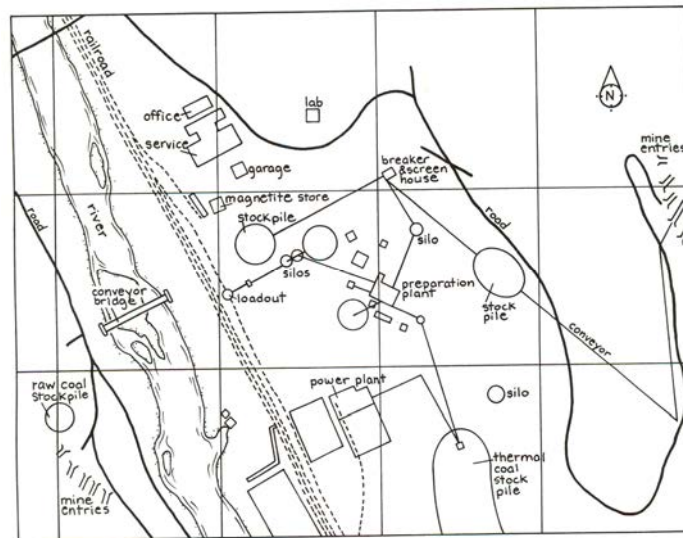 railroad
office
service
lab
N
garage
magnetite store
breaker
& screen
house
mine
entries
road
river
stockpile
silos
silo
road
conveyor
bridge
loadout
preparation
plant
stock
pile
conveyor
raw coal
stockpile
power plant
silo
thermal
coal
stock
pile
mine
entries